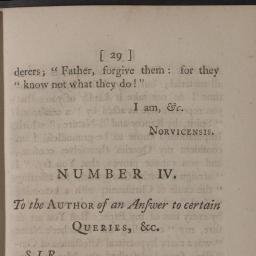 [ 29 ]
derers; " Father, forgive them: for they
" know not what they do!"
I am, &c.
NORVICENSIS.
NUMBER IV.
To the AUTHOR of an Anſwer to certain
QUERIES, &c.
SIR